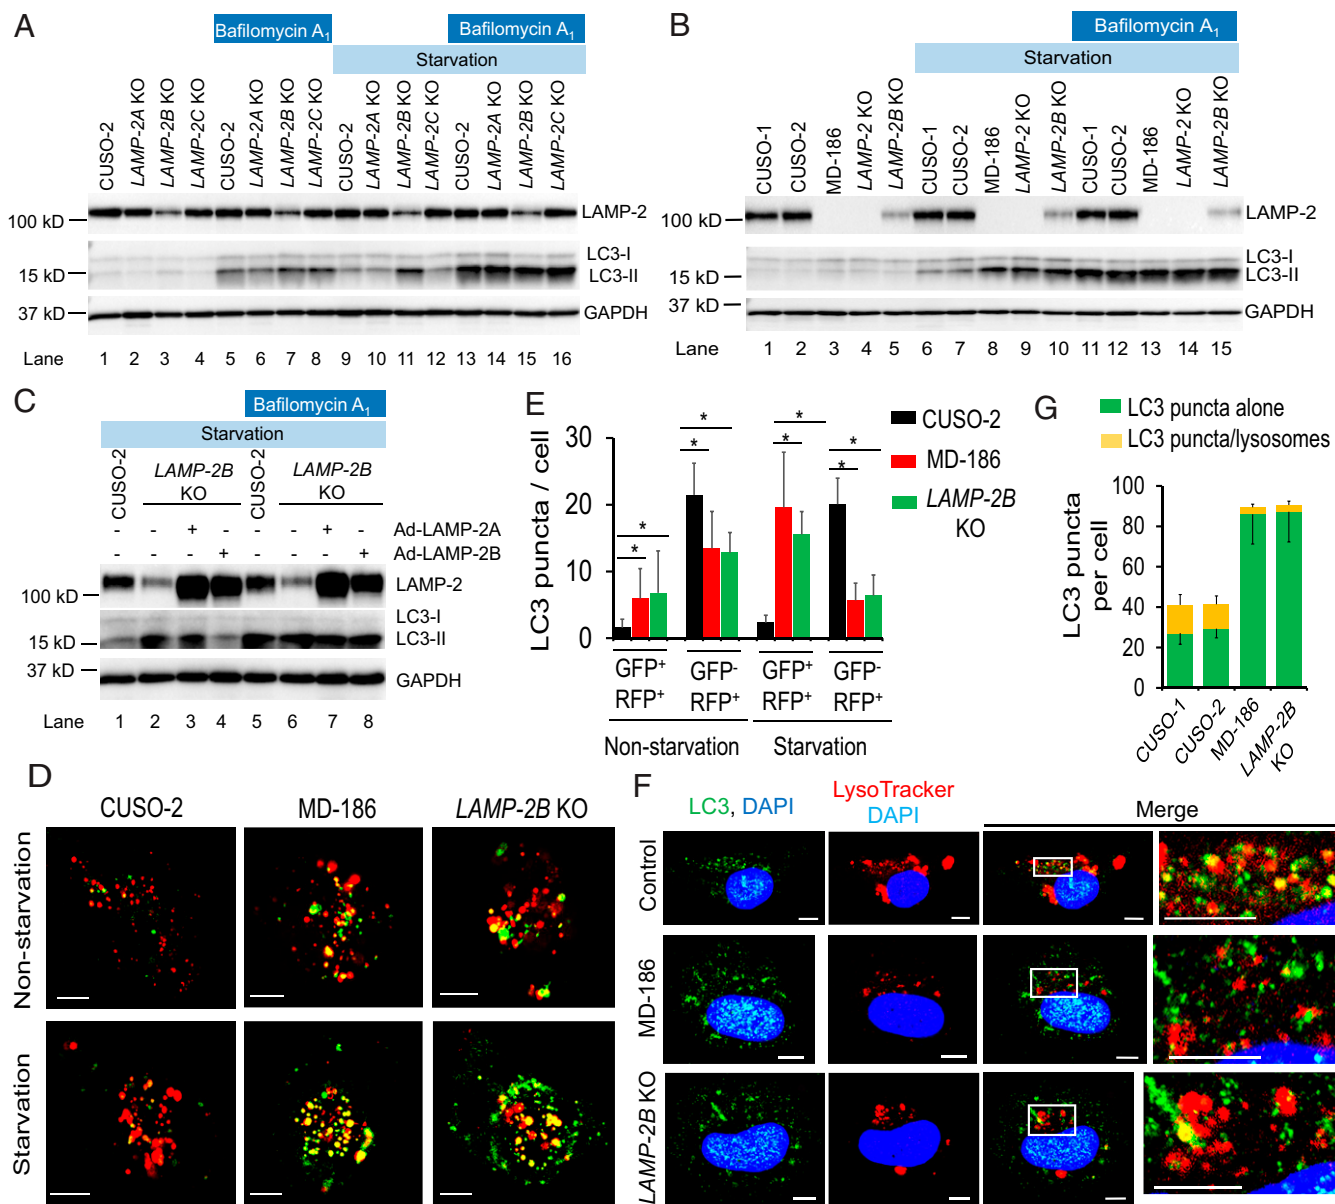 A
Bafilomycin A1
Bafilomycin A1
Starvation
CUSO-2
LAMP-2A KO
LAMP-2B KO
LAMP-2C KO
CUSO-2
LAMP-2A KO
LAMP-2B KO
LAMP-2C KO
CUSO-2
LAMP-2A KO
LAMP-2B KO
LAMP-2C KO
CUSO-2
LAMP-2A KO
LAMP-2B KO
LAMP-2C KO
100 kD
LAMP-2
LC3-I
15 kD
LC3-II
37 kD
GAPDH
Lane 1 2 3 4 5 6 7 8 9 10 11 12 13 14 15 16
B
Bafilomycin A1
Starvation
CUSO-1
CUSO-2
MD-186
LAMP-2 KO
LAMP-2B KO
CUSO-1
CUSO-2
MD-186
LAMP-2 KO
LAMP-2B KO
CUSO-1
CUSO-2
MD-186
LAMP-2 KO
LAMP-2B KO
100 kD
LAMP-2
LC3-I
15 kD
LC3-II
37 kD
GAPDH
Lane 1 2 3 4 5 6 7 8 9 10 11 12 13 14 15
C
Bafilomycin A1
Starvation
CUSO-2
LAMP-2B
KO
CUSO-2
LAMP-2B
KO
- - + - - - + - Ad-LAMP-2A
- - - + - - - + Ad-LAMP-2B
LAMP-2
100 kD
LC3-I
15 kD
LC3-II
37 kD
GAPDH
Lane 1 2 3 4 5 6 7 8
E
LC3 puncta / cell
30
20
10
0
* * * * * * * *
CUSO-2
MD-186
LAMP-2B
KO
GFP+ GFP- GFP+ GFP-
RFP+ RFP+ RFP+ RFP+
Non-starvation Starvation
G
LC3 puncta alone
LC3 puncta/lysosomes
LC3 puncta
per cell
100
80
60
40
20
0
CUSO-1
CUSO-2
MD-186
LAMP-2B
KO
D
CUSO-2 MD-186 LAMP-2B KO
Non-starvation
Starvation
F
LC3, DAPI
LysoTracker
DAPI
Merge
Control
MD-186
LAMP-2B KO